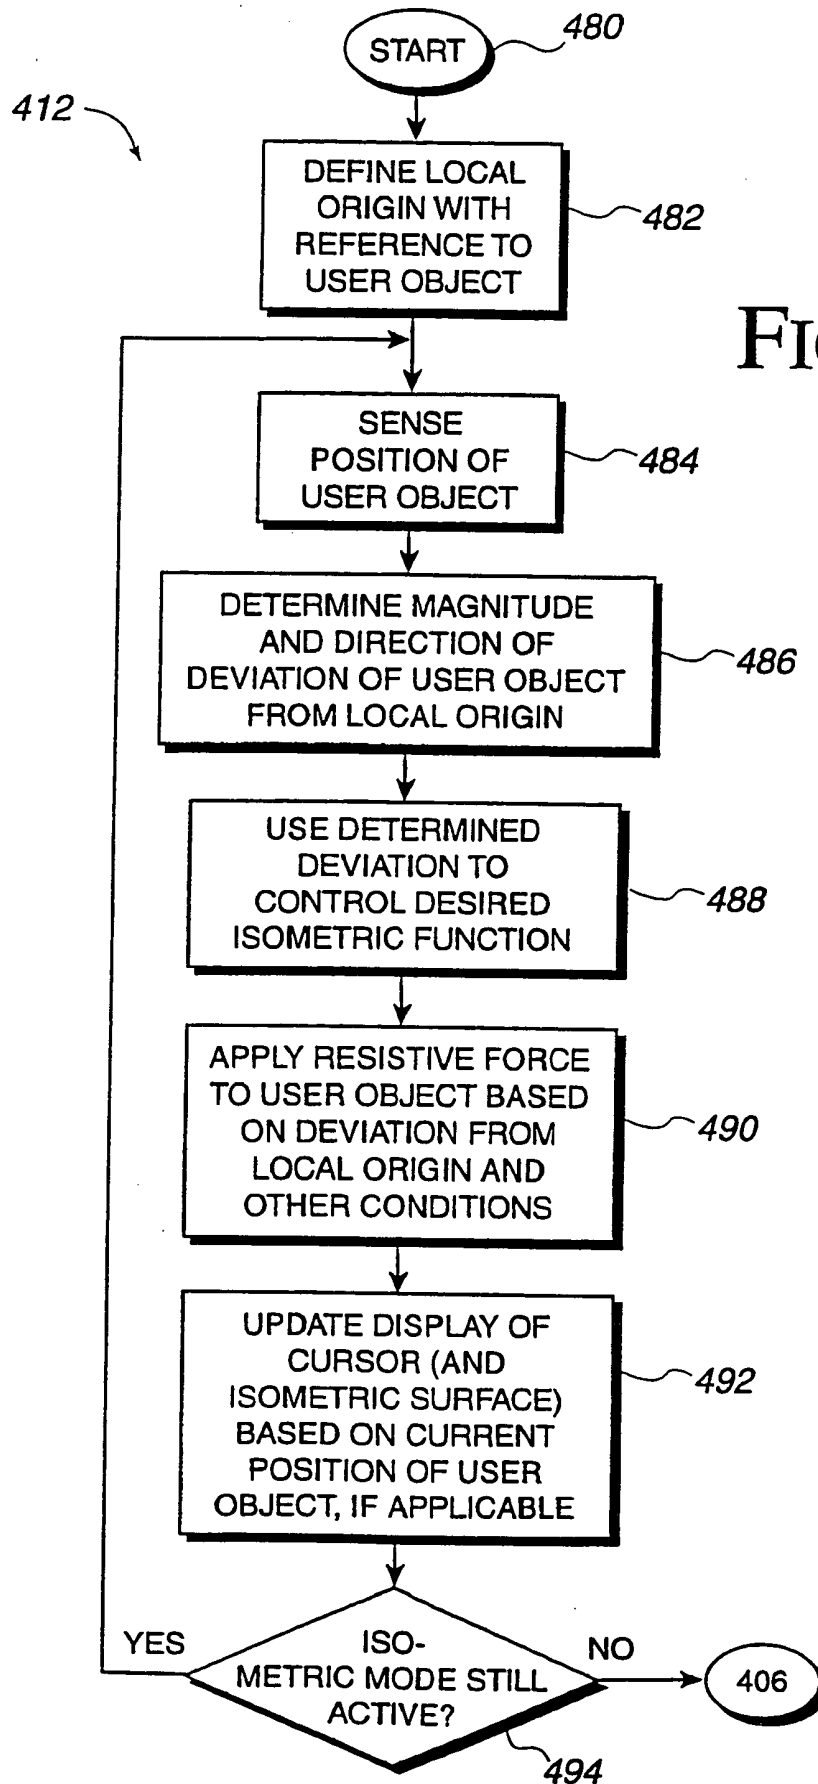 START
480
412
DEFINE LOCAL
ORIGIN WITH
REFERENCE TO
USER OBJECT
482
SENSE
POSITION OF
USER OBJECT
484
DETERMINE MAGNITUDE
AND DIRECTION OF
DEVIATION OF USER OBJECT
FROM LOCAL ORIGIN
486
USE DETERMINED
DEVIATION TO
CONTROL DESIRED
ISOMETRIC FUNCTION
488
APPLY RESISTIVE FORCE
TO USER OBJECT BASED
ON DEVIATION FROM
LOCAL ORIGIN AND
OTHER CONDITIONS
490
UPDATE DISPLAY OF
CURSOR (AND
ISOMETRIC SURFACE)
BASED ON CURRENT
POSITION OF USER
OBJECT, IF APPLICABLE
492
YES
ISO-
METRIC MODE STILL
ACTIVE?
NO
406
494